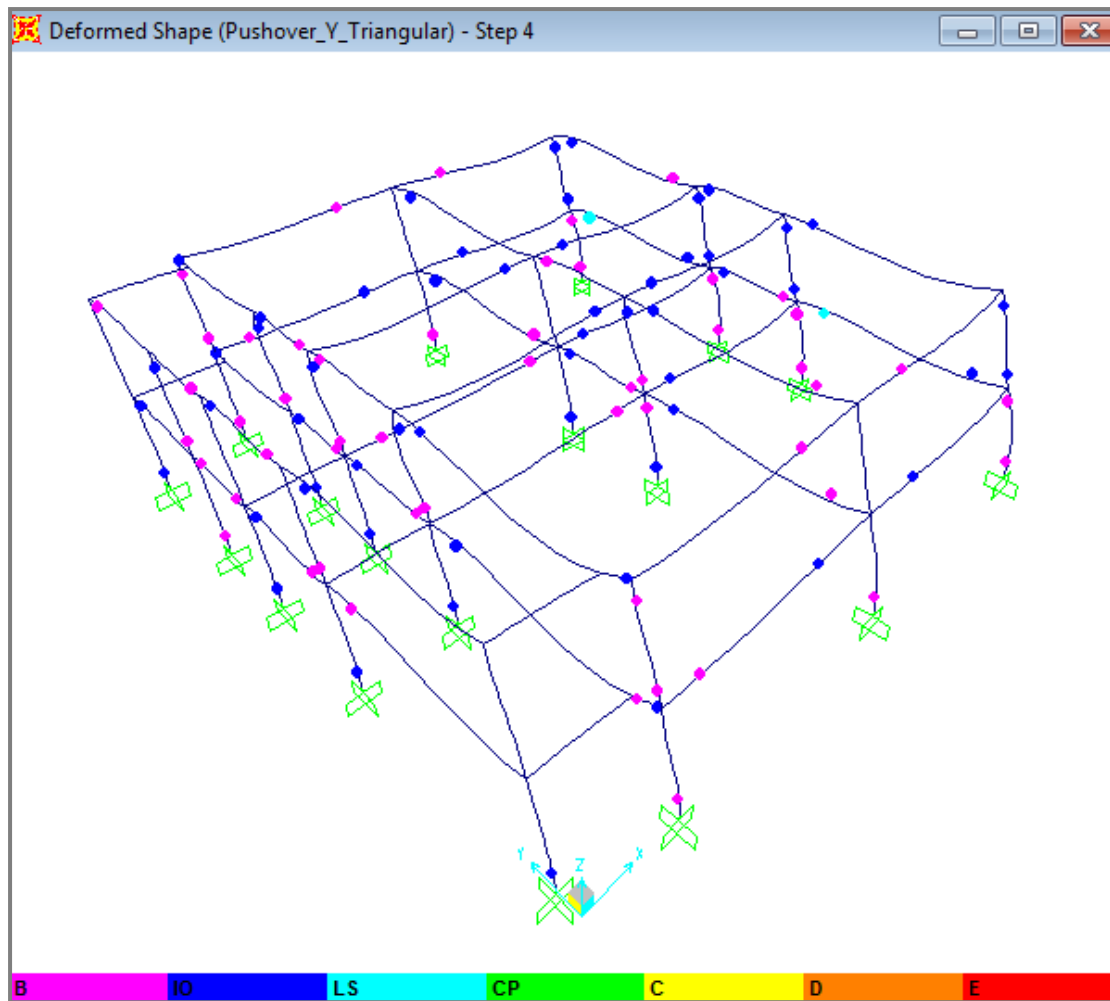 Deformed Shape (Pushover_Y_Triangular) - Step 4
Y Z X
B IO LS CP C D E